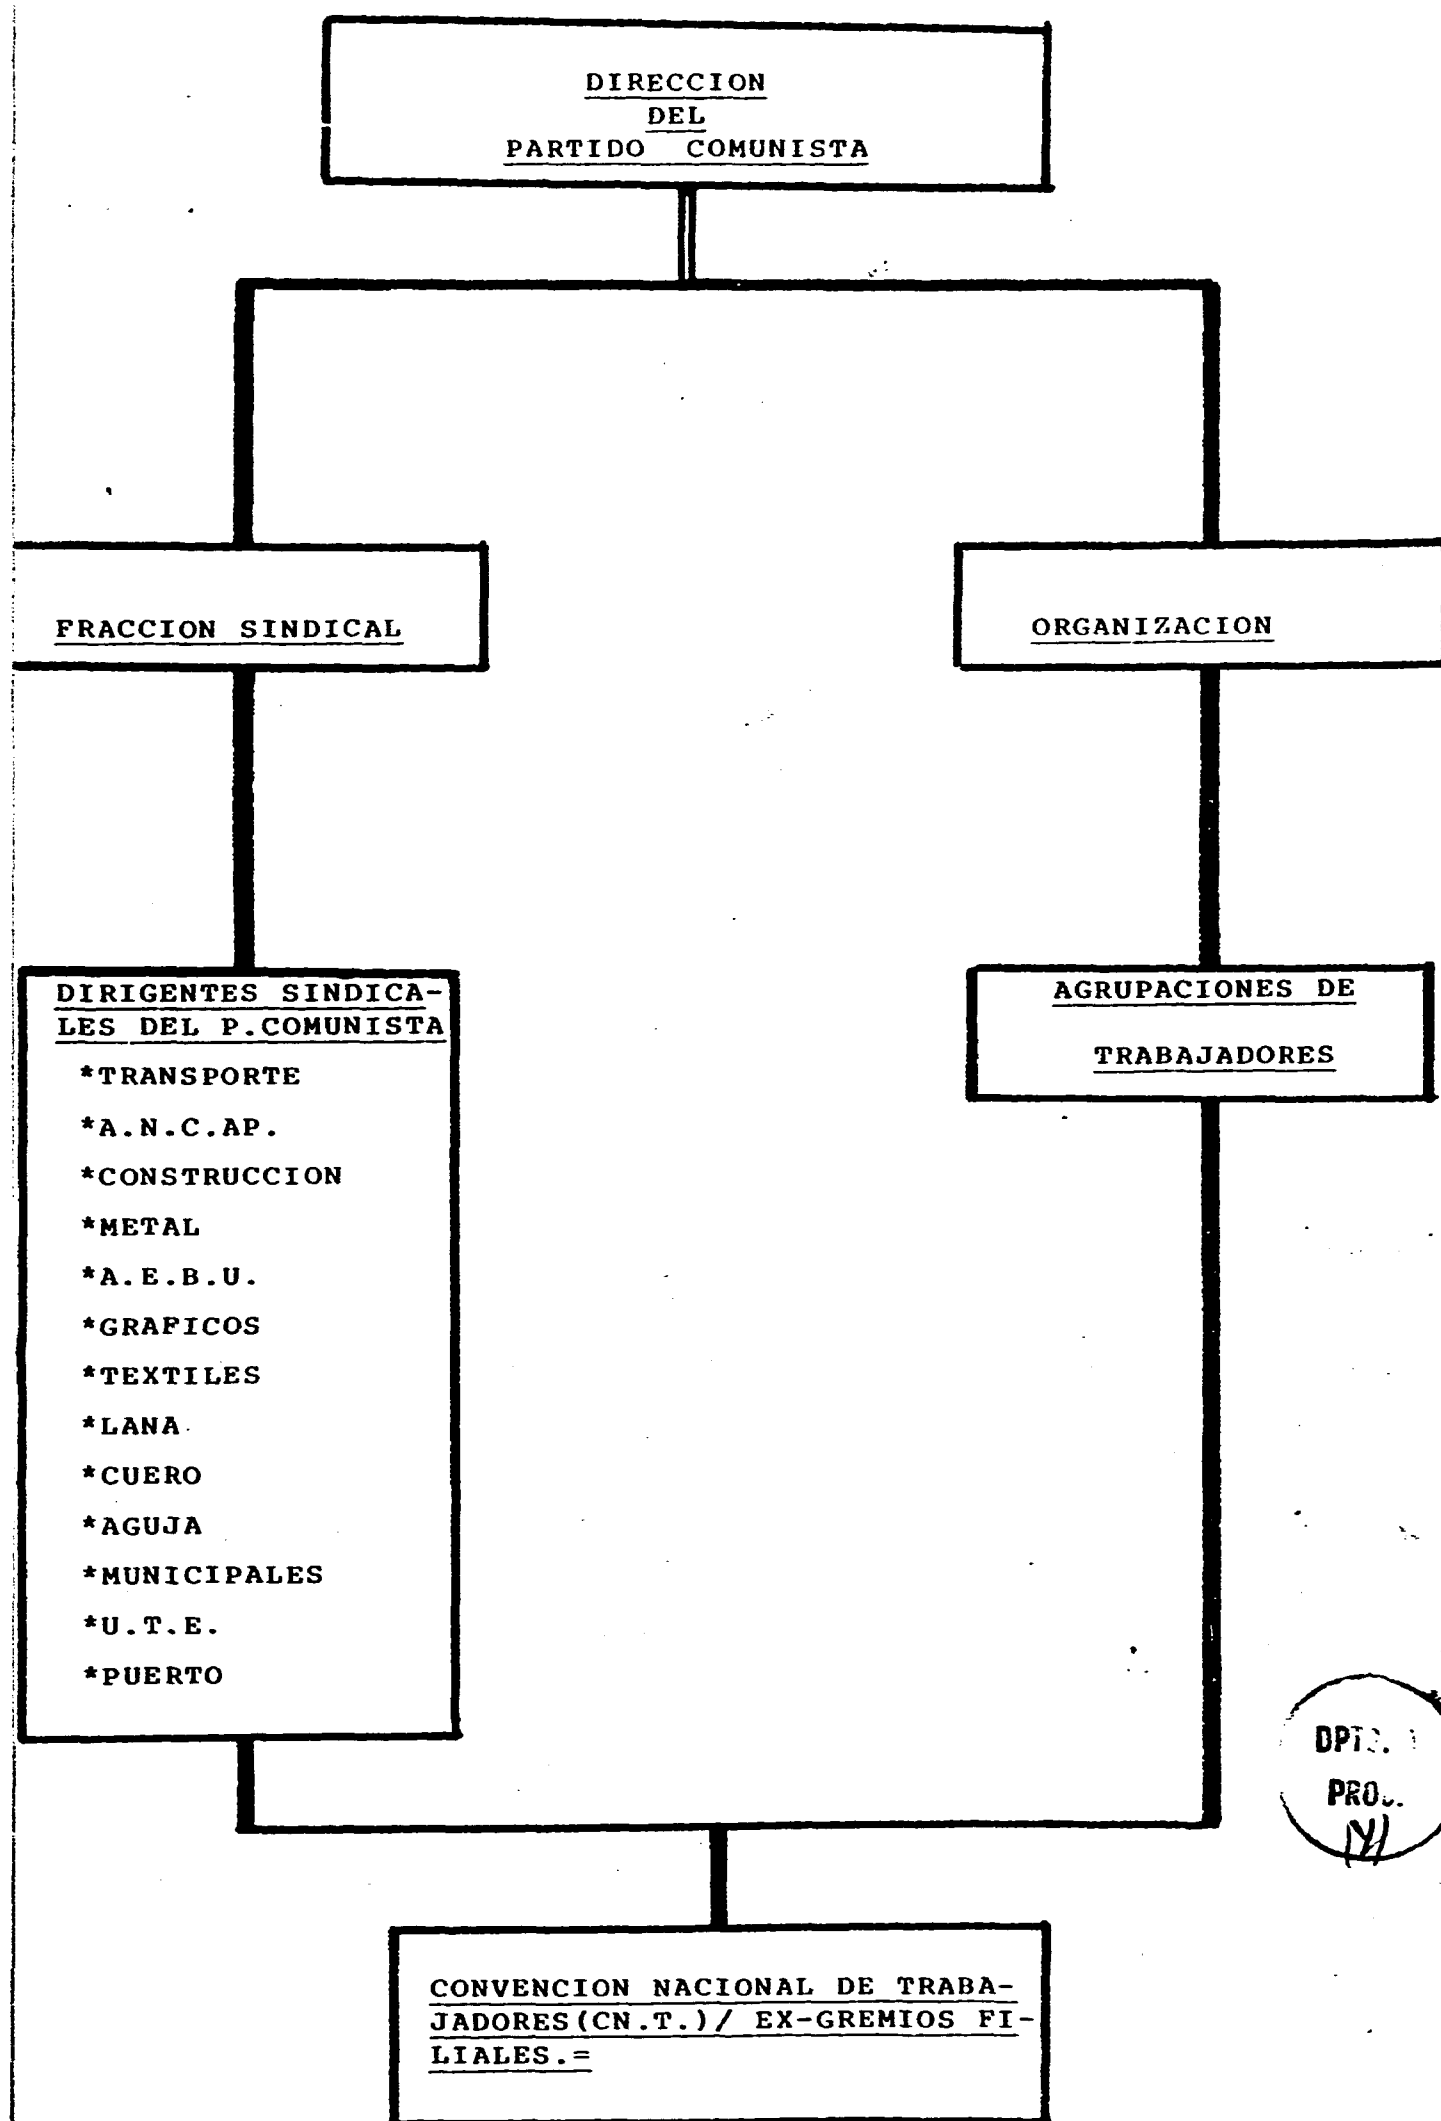 DIRECCION
DEL
PARTIDO COMUNISTA
FRACCION SINDICAL
ORGANIZACION
DIRIGENTES SINDICA-
LES DEL P.COMUNISTA
*TRANSPORTE
*A.N.C.AP.
*CONSTRUCCION
*METAL
*A.E.B.U.
*GRAFICOS
*TEXTILES
*LANA
*CUERO
*AGUJA
*MUNICIPALES
*U.T.E.
*PUERTO
AGRUPACIONES DE
TRABAJADORES
CONVENCION NACIONAL DE TRABA-
JADORES(CN.T.)/ EX-GREMIOS FI-
LIALES.=